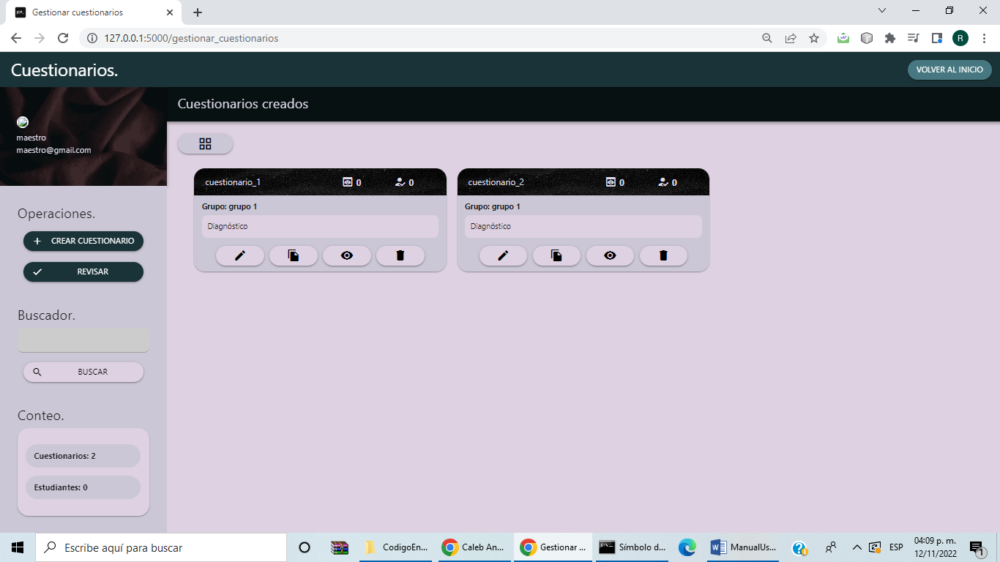 Gestionar cuestionarios
127.0.0.1:5000/gestionar_cuestionarios
R
Cuestionarios.
VOLVER AL INICIO
maestro
maestro@gmail.com
Cuestionarios creados
cuestionario_1 0 0
Grupo: grupo 1
Diagnóstico
cuestionario_2 0 0
Grupo: grupo 1
Diagnóstico
Operaciones.
CREAR CUESTIONARIO
REVISAR
Buscador.
BUSCAR
Conteo.
Cuestionarios: 2
Estudiantes: 0
Escribe aquí para buscar
CodigoEn...
Caleb An...
Gestionar ...
Símbolo d...
ManualUs...
ESP
04:09 p. m.
12/11/2022
1